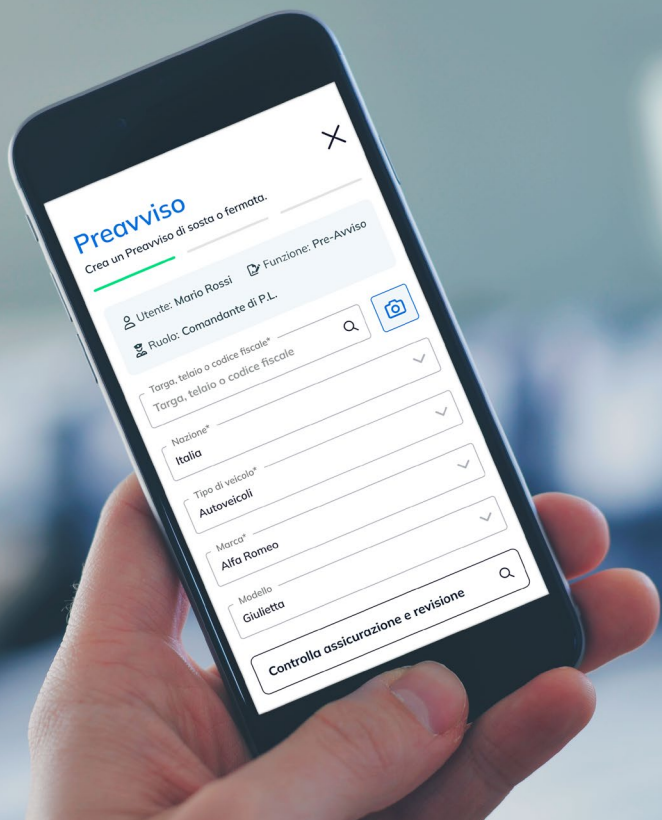 Preavviso
Crea un Preavviso di sosta o fermata.
Utente: Mario Rossi
Funzione: Pre-Avviso
Ruolo: Comandante di P.L.
Targa, telaio o codice fiscale*
Targa, telaio o codice fiscale
Nazione*
Italia
Tipo di veicolo*
Autoveicoli
Marca*
Alfa Romeo
Modello
Giulietta
Controlla assicurazione e revisione